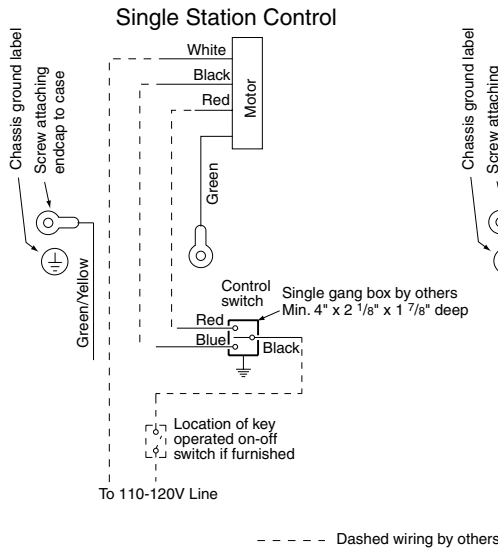 Single Station Control
White
Black
Red
Motor
Green
Chassis ground label
Screw attaching
endcap to case
Green/Yellow
Control
switch
Single gang box by others
Min. 4" x 2 1/8" x 1 7/8" deep
Red
Blue
Black
Location of key
operated on-off
switch if furnished
To 110-120V Line
Dashed wiring by others
Chassis ground label
Screw attaching